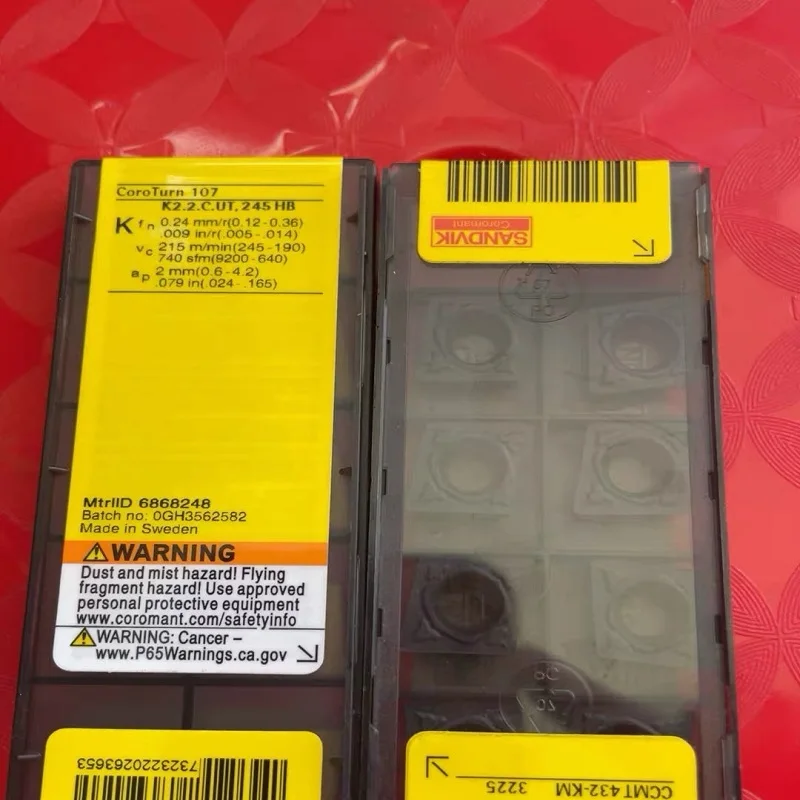 CoroTurn 107
K2.2.C.UT, 245 HB
K fn 0.24 mm/r(0.12-0.36)
.009 in/r(.005-.014)
vc 215 m/min(245-190)
740 sfm(9200-640)
ap 2 mm(0.6-4.2)
.079 in(.024-.165)
MtrlID 6868248
Batch no: 0GH3562582
Made in Sweden
WARNING
Dust and mist hazard! Flying
fragment hazard! Use approved
personal protective equipment
www.coromant.com/safetyinfo
WARNING: Cancer –
www.P65Warnings.ca.gov
7323220263653
SANDVIK
Coromant
CCMT432-KM 3225